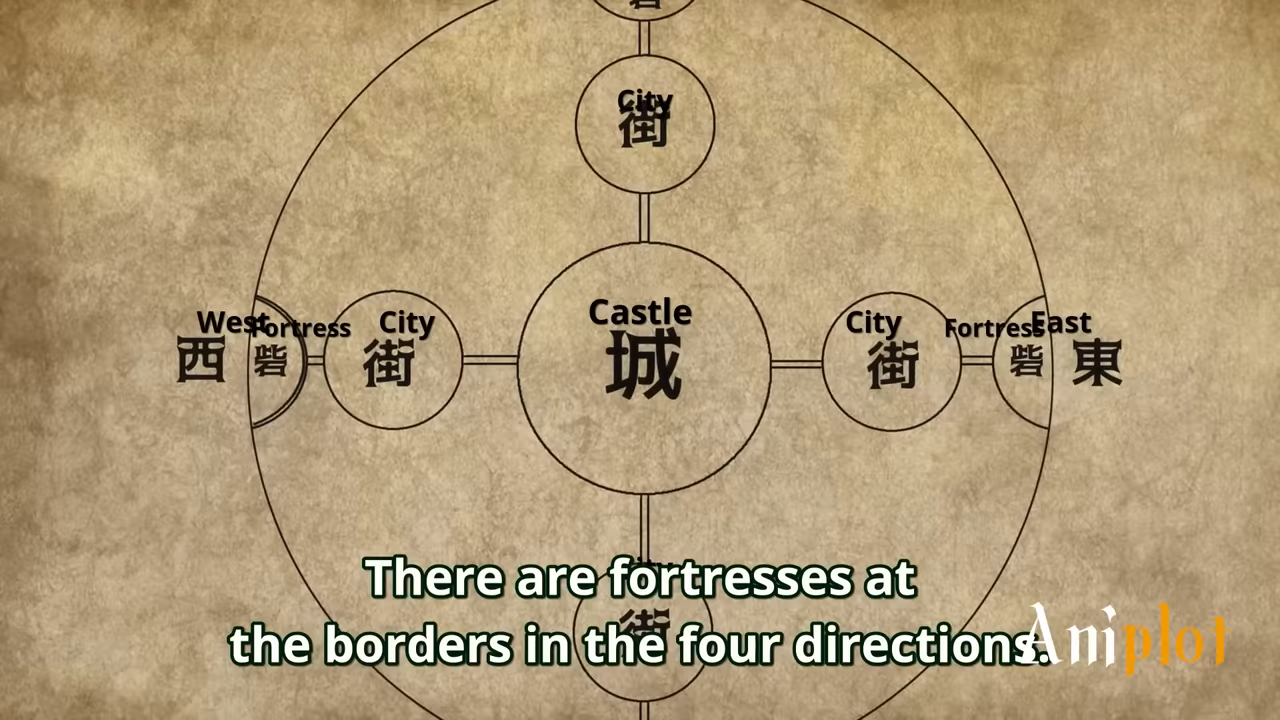 City
街
West
Fortress
City
Castle
City
Fortress
East
西
砦
街
城
街
砦
東
街
There are fortresses at
the borders in the four directions.
Aniplot